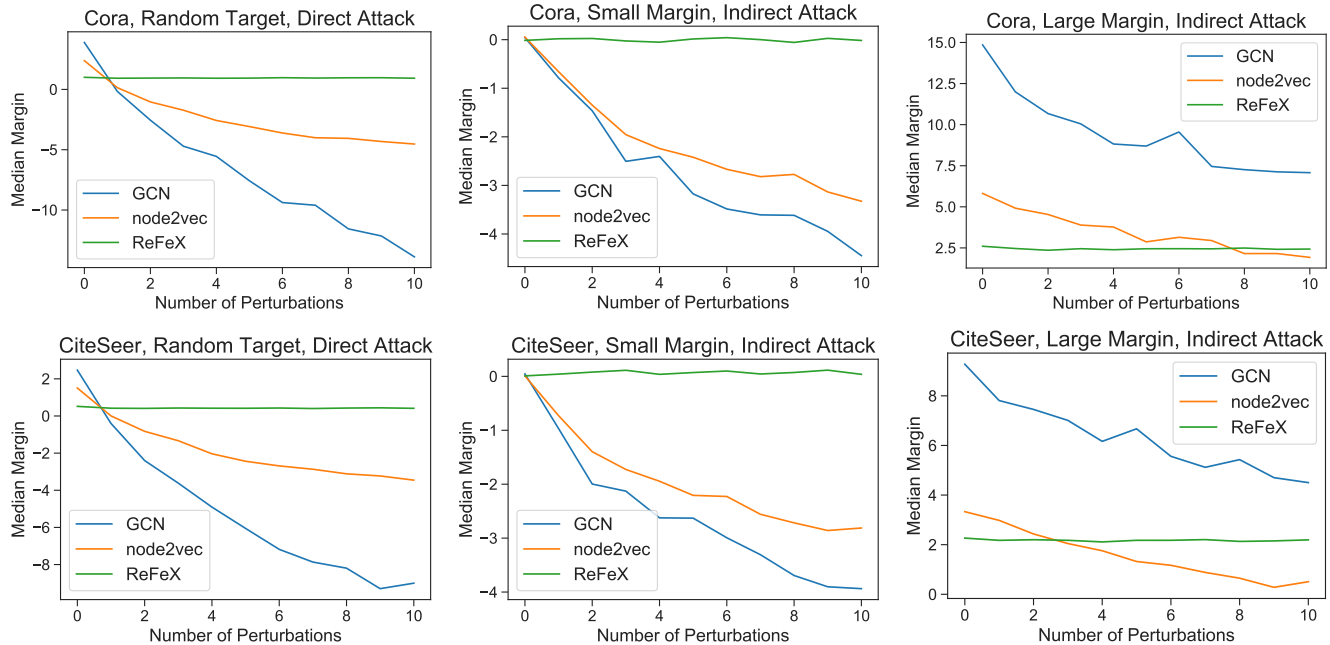 Cora, Random Target, Direct Attack
Median Margin
0
−5
−10
GCN
node2vec
ReFeX
0 2 4 6 8 10
Number of Perturbations
Cora, Small Margin, Indirect Attack
Median Margin
0
−1
−2
−3
−4
GCN
node2vec
ReFeX
0 2 4 6 8 10
Number of Perturbations
Cora, Large Margin, Indirect Attack
Median Margin
15.0
12.5
10.0
7.5
5.0
2.5
GCN
node2vec
ReFeX
0 2 4 6 8 10
Number of Perturbations
CiteSeer, Random Target, Direct Attack
Median Margin
2
0
−2
−4
−6
−8
GCN
node2vec
ReFeX
0 2 4 6 8 10
Number of Perturbations
CiteSeer, Small Margin, Indirect Attack
Median Margin
0
−1
−2
−3
−4
GCN
node2vec
ReFeX
0 2 4 6 8 10
Number of Perturbations
CiteSeer, Large Margin, Indirect Attack
Median Margin
8
6
4
2
0
GCN
node2vec
ReFeX
0 2 4 6 8 10
Number of Perturbations